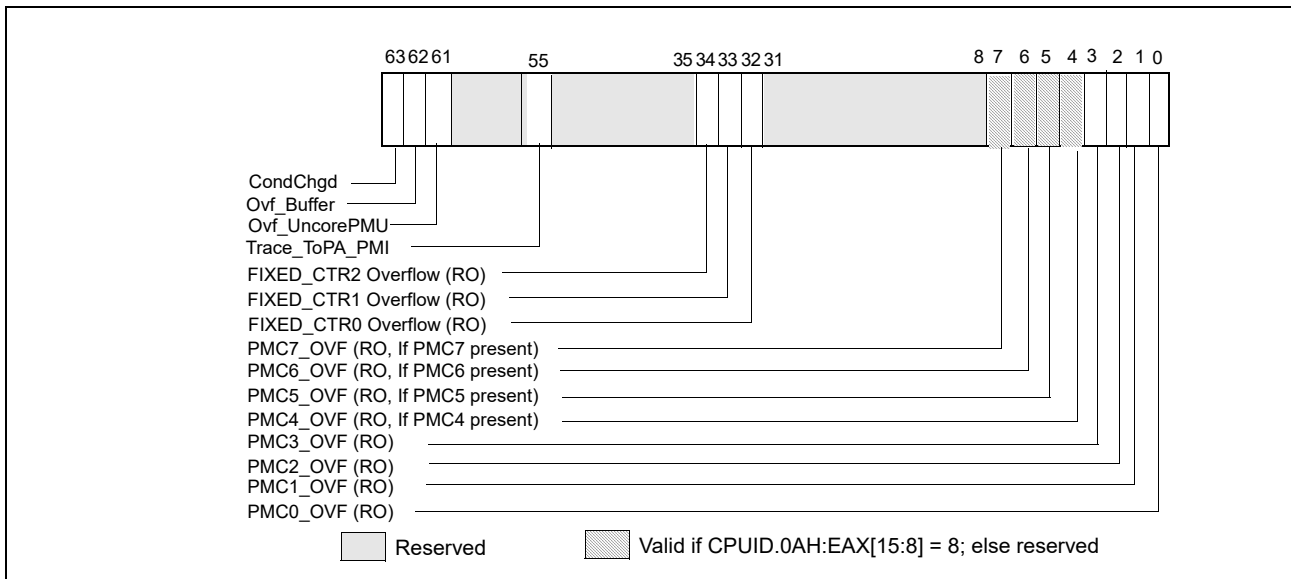 63 62 61 55 35 34 33 32 31 8 7 6 5 4 3 2 1 0
CondChgd
Ovf_Buffer
Ovf_UncorePMU
Trace_ToPA_PMI
FIXED_CTR2 Overflow (RO)
FIXED_CTR1 Overflow (RO)
FIXED_CTR0 Overflow (RO)
PMC7_OVF (RO, If PMC7 present)
PMC6_OVF (RO, If PMC6 present)
PMC5_OVF (RO, If PMC5 present)
PMC4_OVF (RO, If PMC4 present)
PMC3_OVF (RO)
PMC2_OVF (RO)
PMC1_OVF (RO)
PMC0_OVF (RO)
Reserved Valid if CPUID.0AH:EAX[15:8] = 8; else reserved